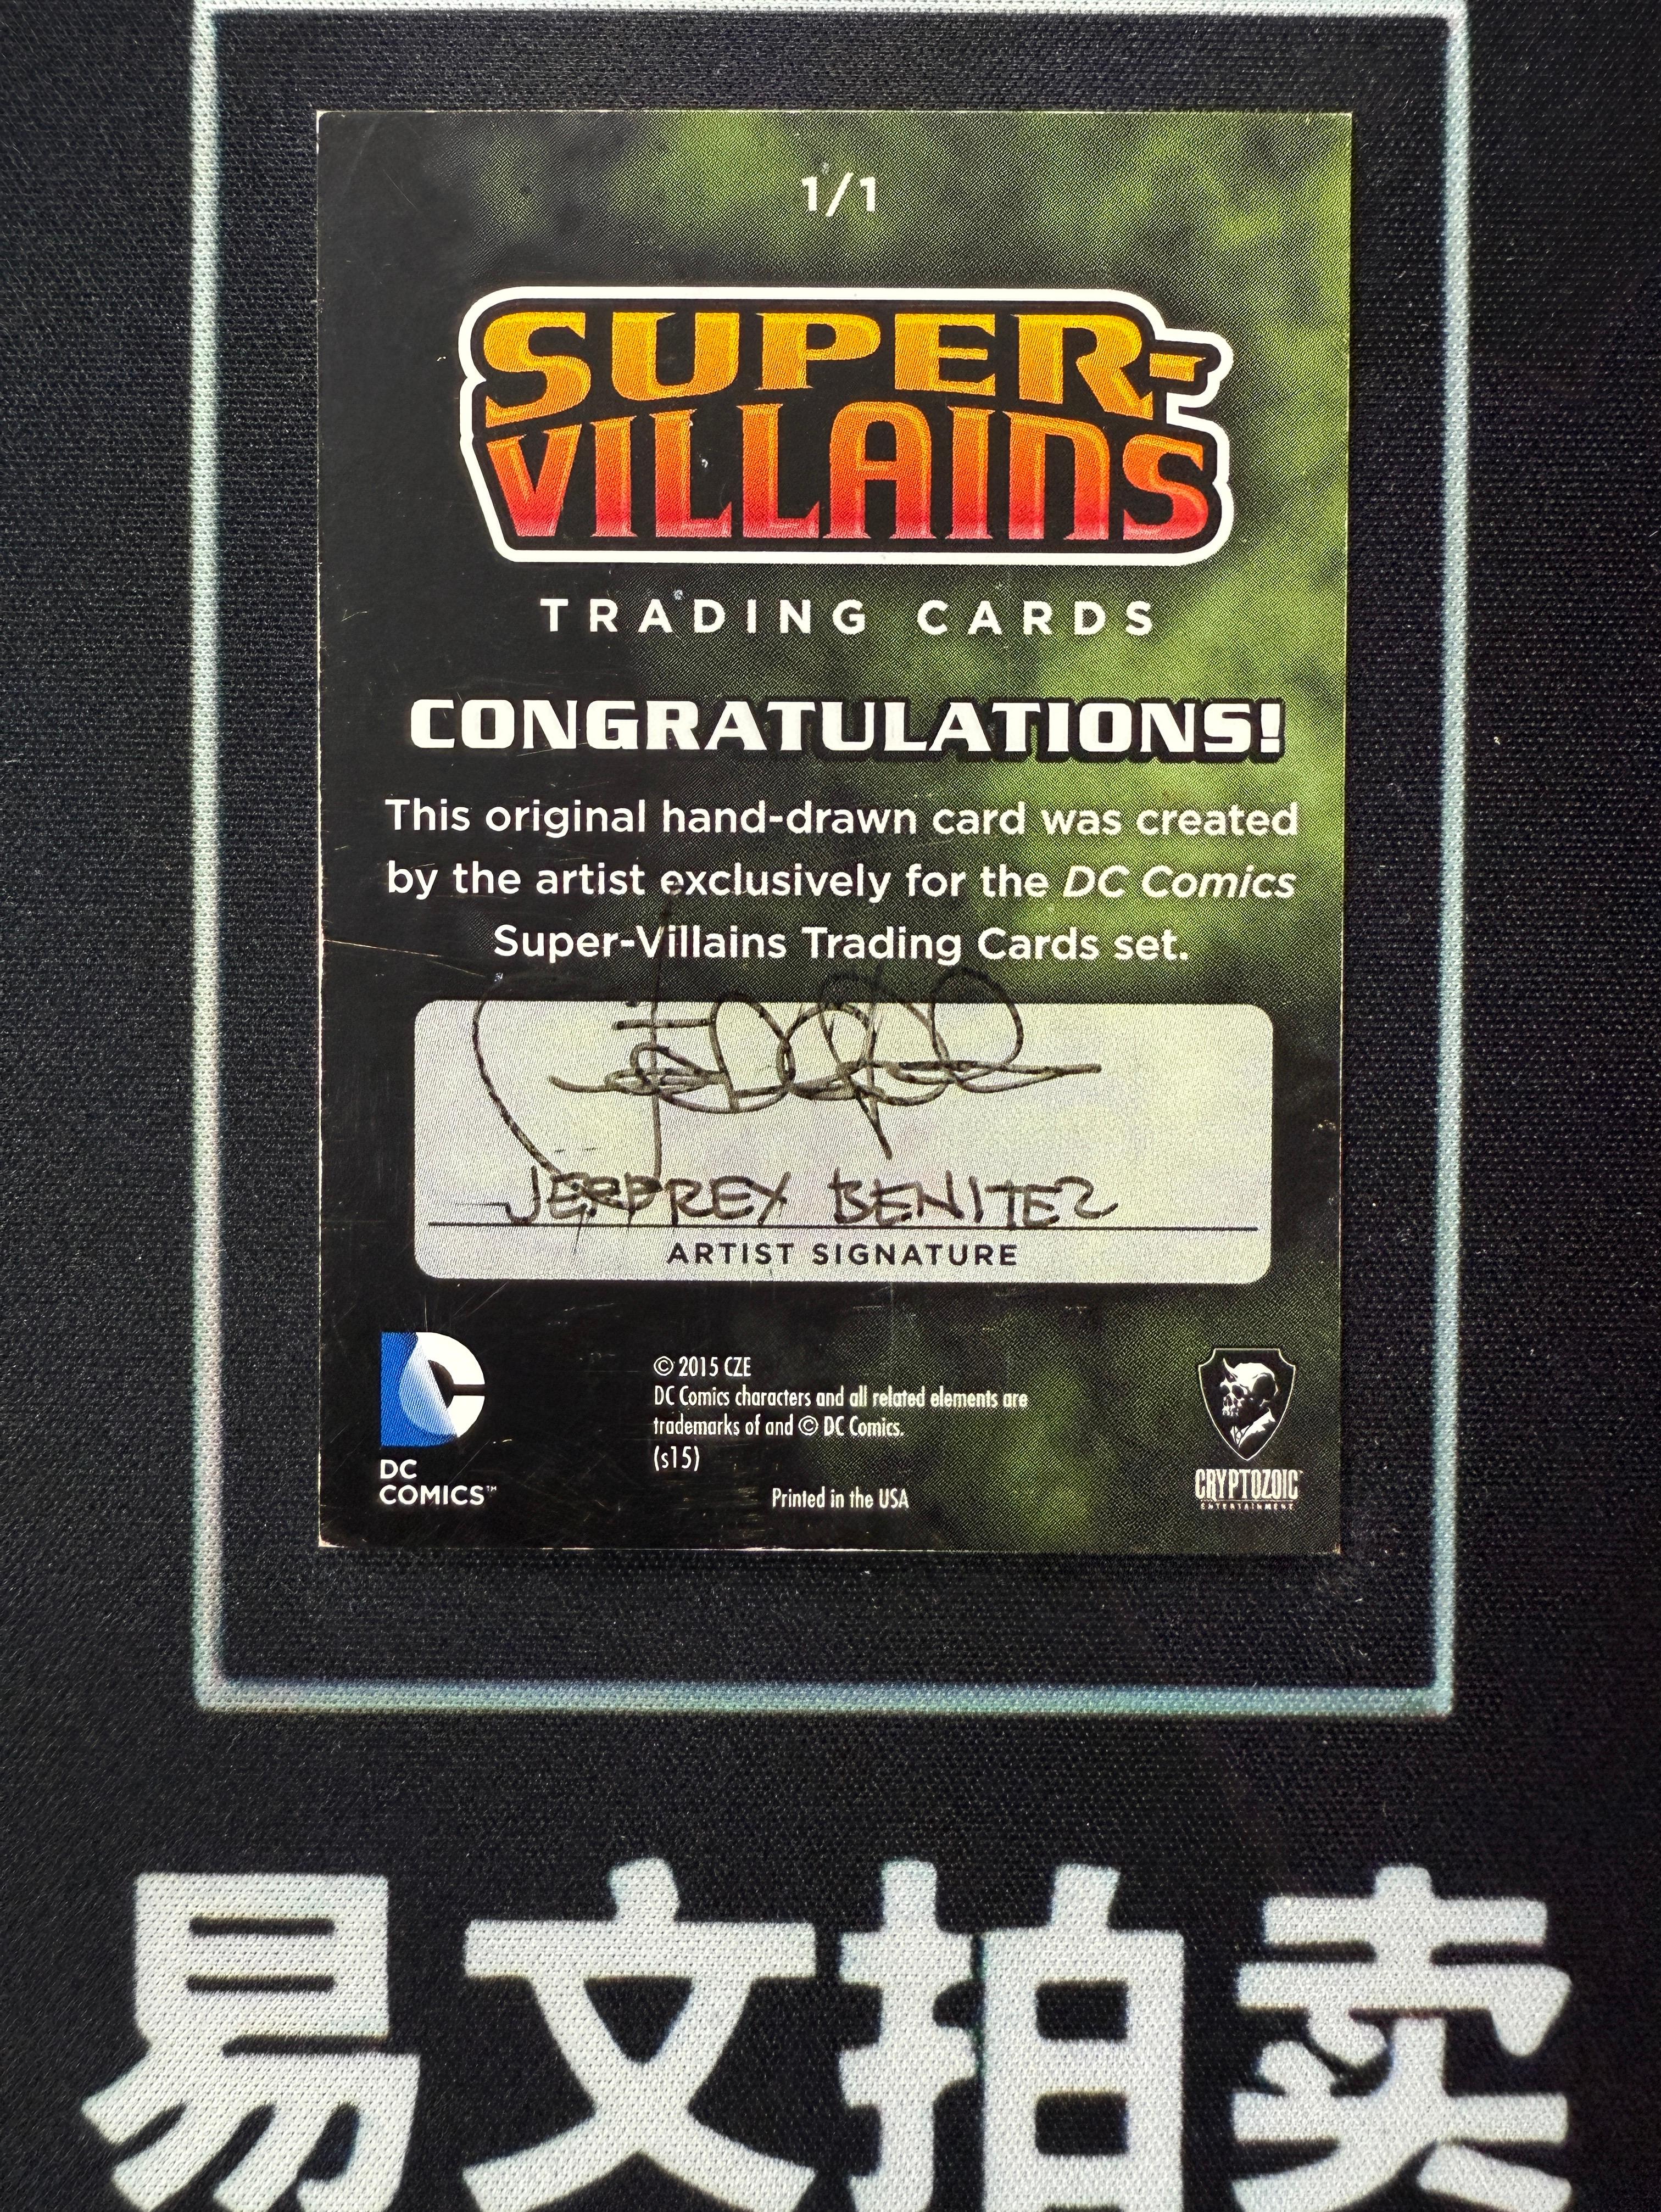 1/1
SUPER-
VILLAINS
TRADING CARDS
CONGRATULATIONS!
This original hand-drawn card was created
by the artist exclusively for the DC Comics
Super-Villains Trading Cards set.
JEFFREY BENITEZ
ARTIST SIGNATURE
DC
COMICS™
© 2015 CZE
DC Comics characters and all related elements are
trademarks of and © DC Comics.
(s15)
Printed in the USA
CRYPTOZOIC
ENTERTAINMENT
易文拍卖